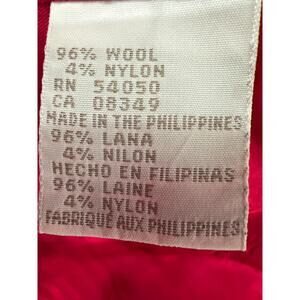 96% WOOL
4% NYLON
RN 54050
CA 08349
MADE IN THE PHILIPPINES
96% LANA
4% NILON
HECHO EN FILIPINAS
96% LAINE
4% NYLON
FABRIQUÉ AUX PHILIPPINES